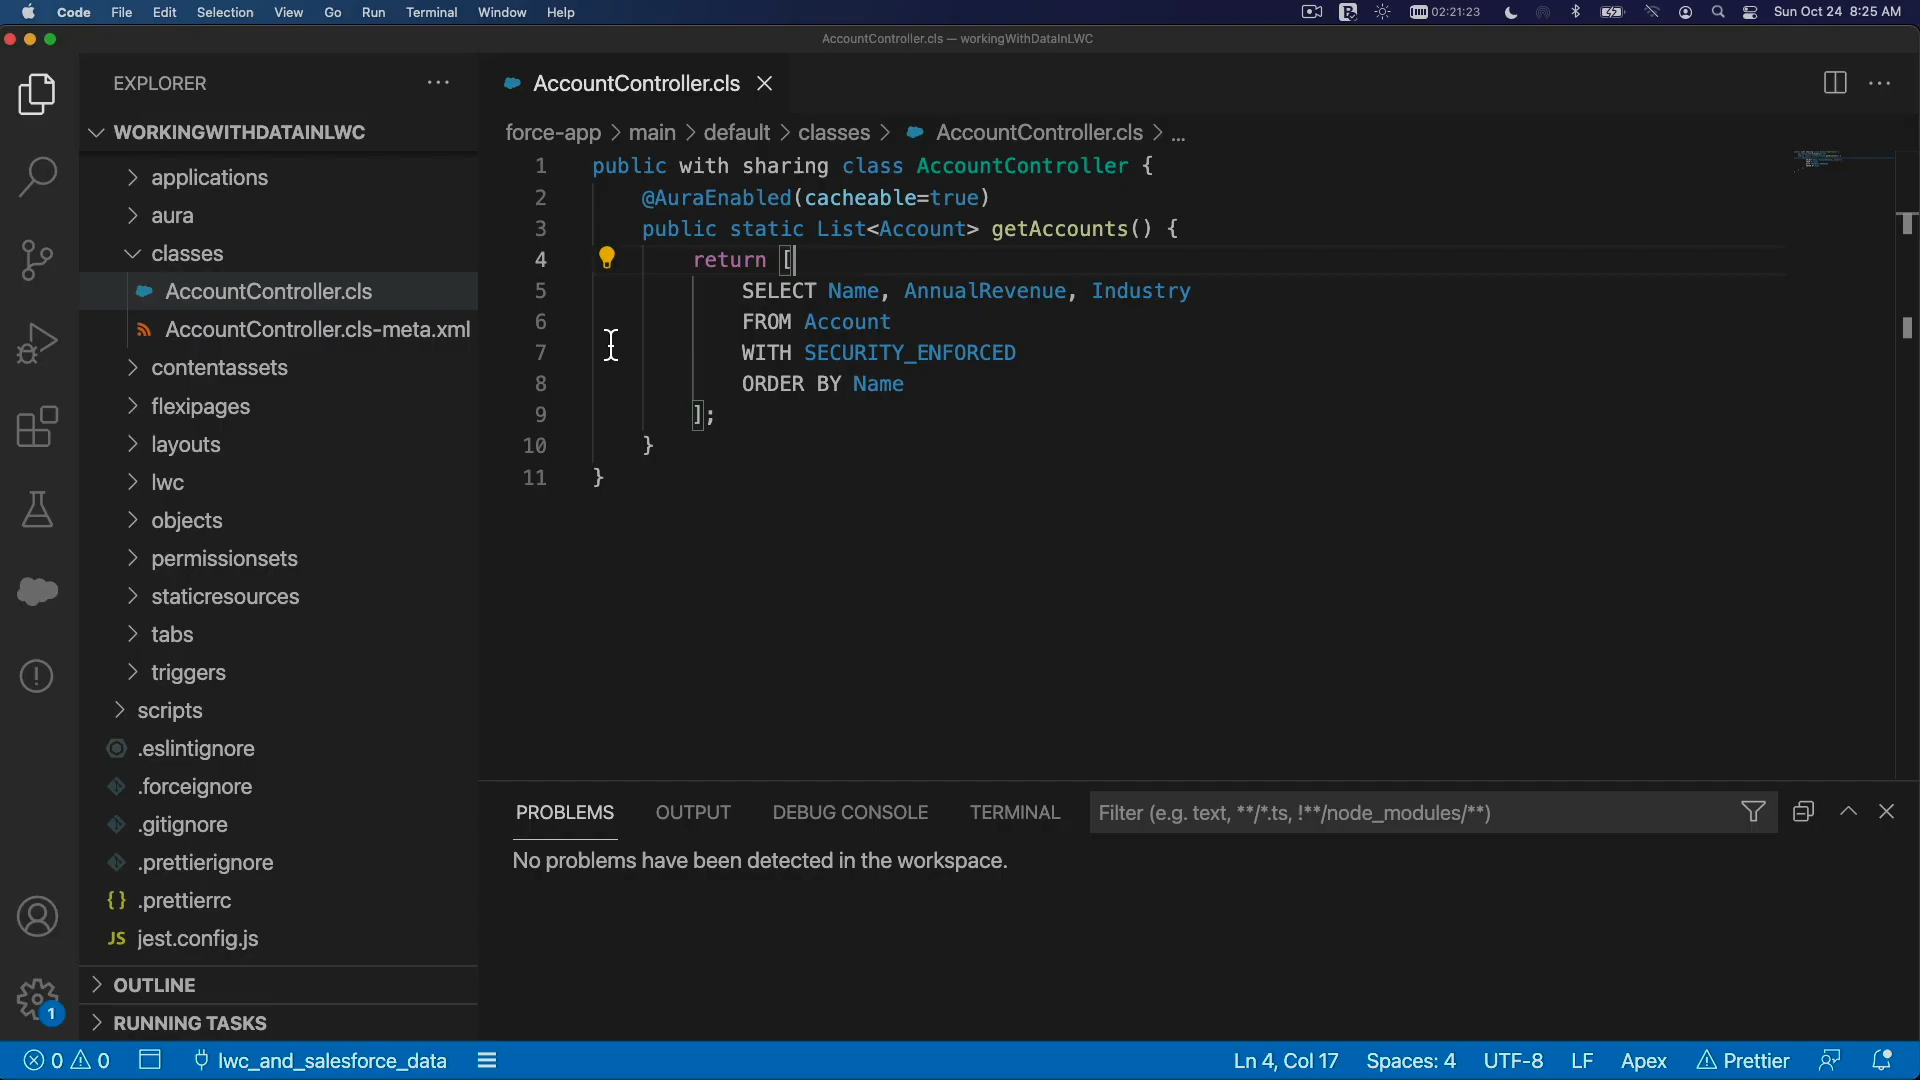 Code File Edit Selection View Go Run Terminal Window Help 02:21:23 Sun Oct 24 8:25 AM
AccountController.cls — workingWithDataInLWC
EXPLORER
WORKINGWITHDATAINLWC
applications
aura
classes
AccountController.cls
AccountController.cls-meta.xml
contentassets
flexipages
layouts
lwc
objects
permissionsets
staticresources
tabs
triggers
scripts
.eslintignore
.forceignore
.gitignore
.prettierignore
{} .prettierrc
JS jest.config.js
OUTLINE
RUNNING TASKS
AccountController.cls
force-app > main > default > classes > AccountController.cls > ...
1 public with sharing class AccountController {
2 @AuraEnabled(cacheable=true)
3 public static List<Account> getAccounts() {
4 return [
5 SELECT Name, AnnualRevenue, Industry
6 FROM Account
7 WITH SECURITY_ENFORCED
8 ORDER BY Name
9 ];
10 }
11 }
PROBLEMS OUTPUT DEBUG CONSOLE TERMINAL Filter (e.g. text, **/*.ts, !**/node_modules/**)
No problems have been detected in the workspace.
1
0 0 lwc_and_salesforce_data Ln 4, Col 17 Spaces: 4 UTF-8 LF Apex Prettier